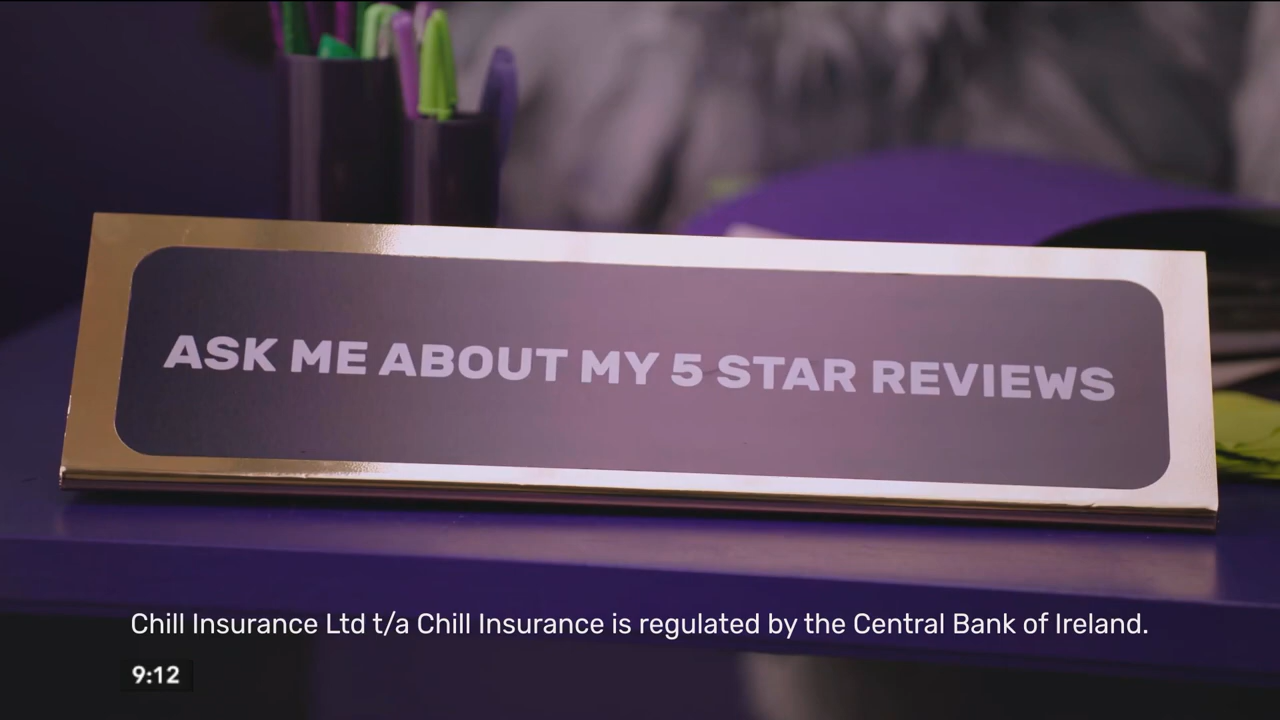 ASK ME ABOUT MY 5 STAR REVIEWS
Chill Insurance Ltd t/a Chill Insurance is regulated by the Central Bank of Ireland.
9:12